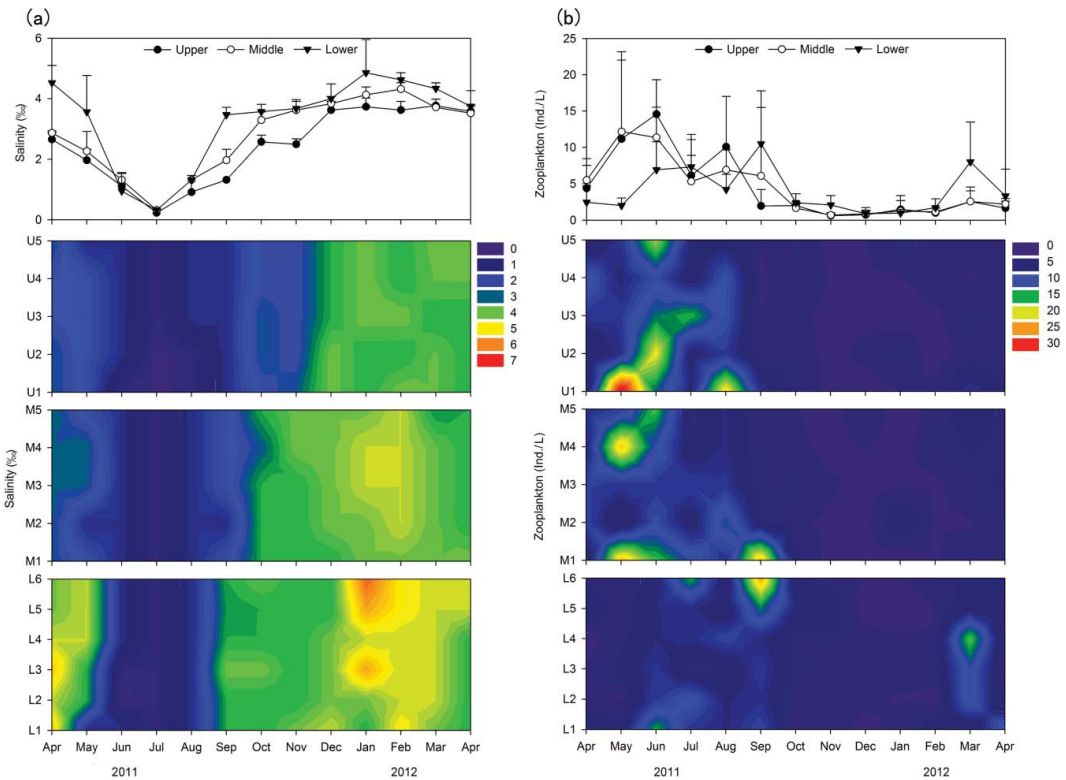 (a)
Upper Middle Lower
Salinity (‰)
6
4
2
0
U5
U4
U3
U2
U1
0
1
2
3
4
5
6
7
Salinity (‰)
M5
M4
M3
M2
M1
L6
L5
L4
L3
L2
L1
Apr May Jun Jul Aug Sep Oct Nov Dec Jan Feb Mar Apr
2011 2012
(b)
Upper Middle Lower
Zooplankton (Ind./L)
25
20
15
10
5
0
U5
U4
U3
U2
U1
0
5
10
15
20
25
30
Zooplankton (Ind./L)
M5
M4
M3
M2
M1
L6
L5
L4
L3
L2
L1
Apr May Jun Jul Aug Sep Oct Nov Dec Jan Feb Mar Apr
2011 2012